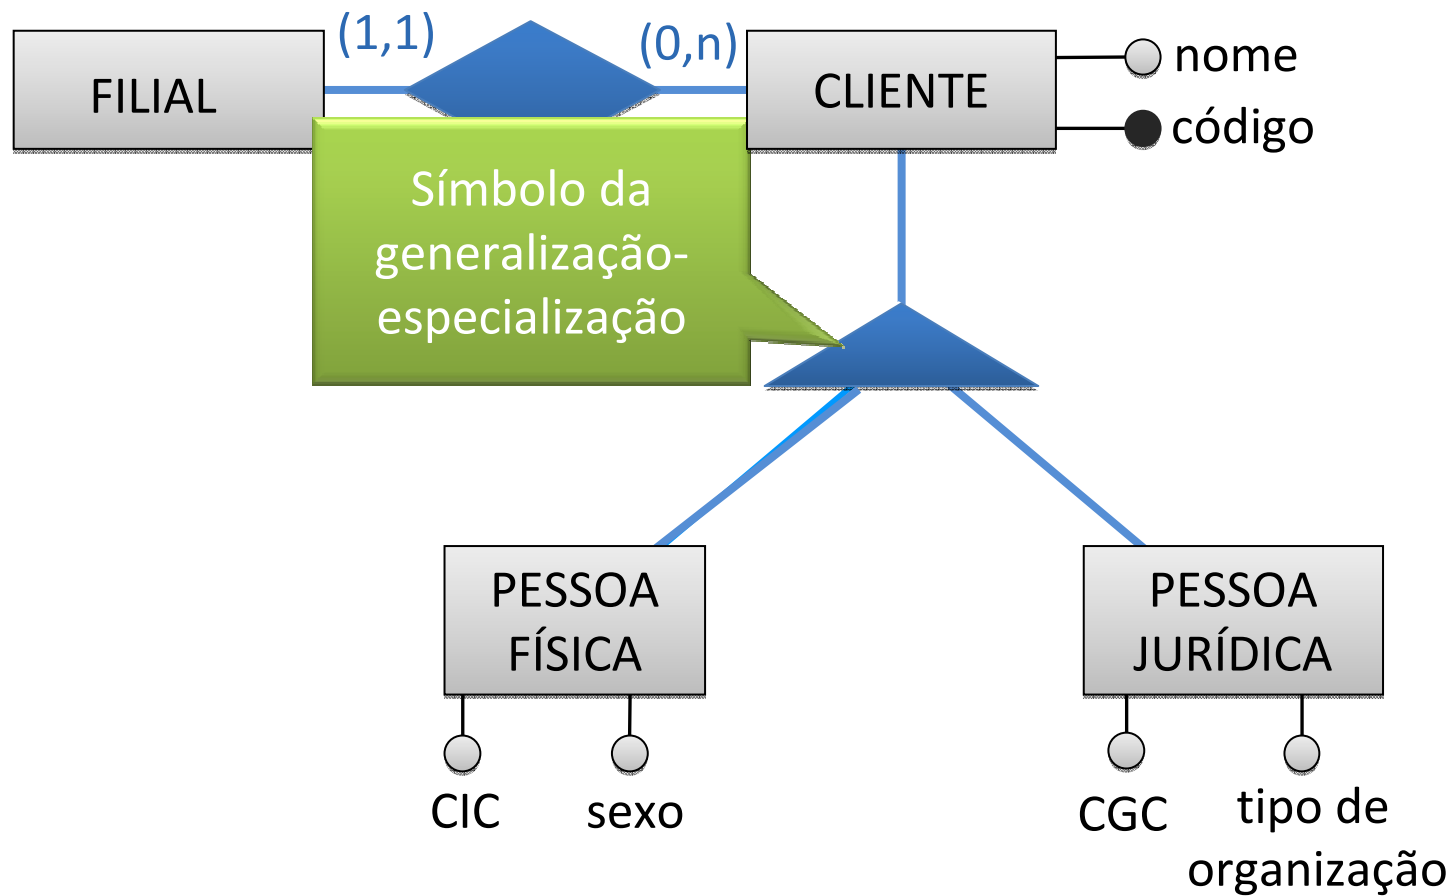 (1,1)
(0,n)
FILIAL
CLIENTE
nome
código
Símbolo da
generalização-
especialização
PESSOA
FÍSICA
PESSOA
JURÍDICA
CIC
sexo
CGC
tipo de
organização